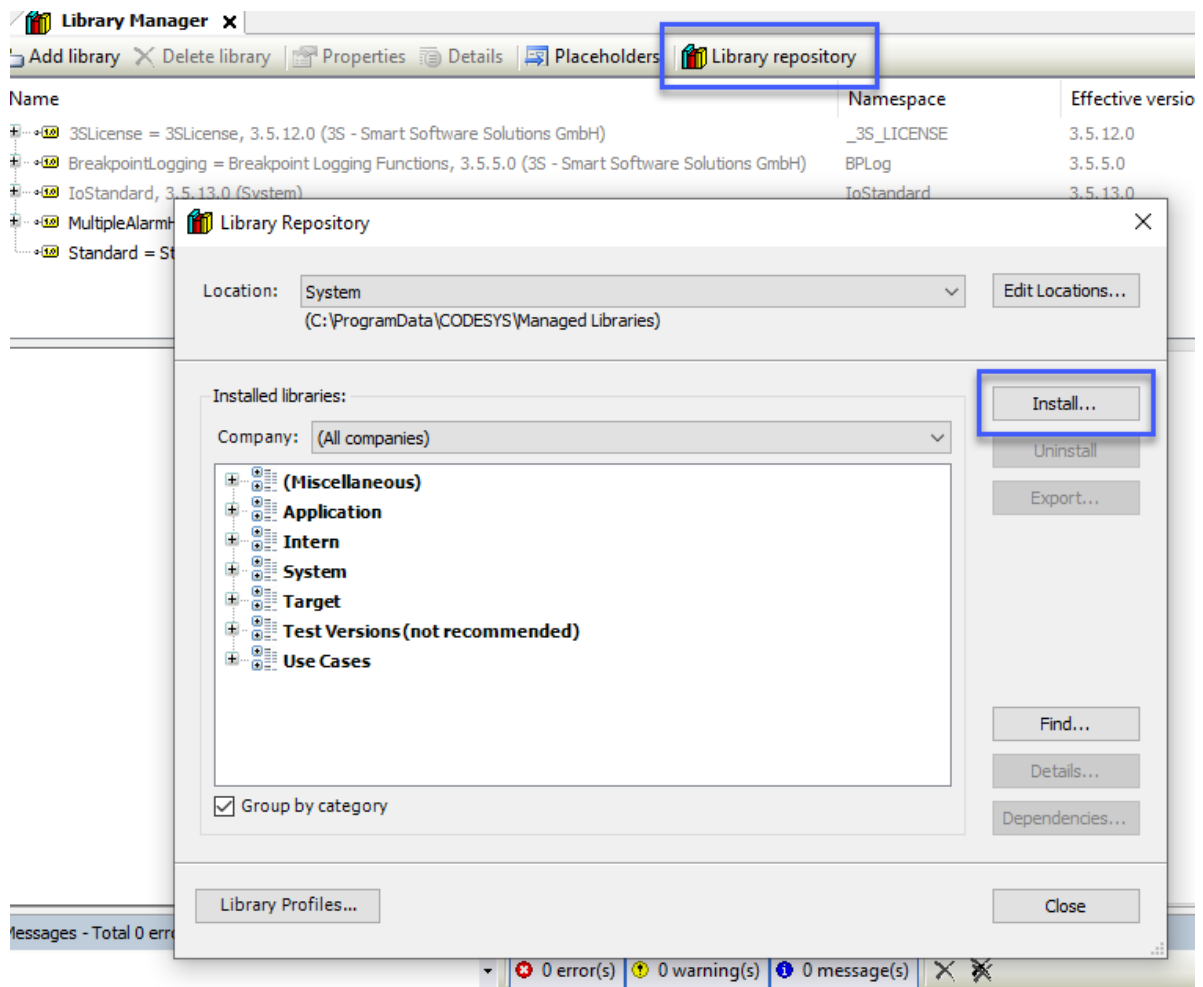 Library Manager
Add library Delete library Properties Details Placeholders Library repository
Name Namespace Effective versio
3SLicense = 3SLicense, 3.5.12.0 (3S - Smart Software Solutions GmbH) _3S_LICENSE 3.5.12.0
BreakpointLogging = Breakpoint Logging Functions, 3.5.5.0 (3S - Smart Software Solutions GmbH) BPLog 3.5.5.0
IoStandard, 3.5.13.0 (System) IoStandard 3.5.13.0
MultipleAlarmH
Standard = St
Library Repository
Location: System Edit Locations...
(C:\ProgramData\CODESYS\Managed Libraries)
Installed libraries:
Install...
Company: (All companies)
Uninstall
(Miscellaneous)
Export...
Application
Intern
System
Target
Test Versions (not recommended)
Use Cases
Find...
Details...
Group by category
Dependencies...
Library Profiles... Close
Messages - Total 0 erro
0 error(s) 0 warning(s) 0 message(s)